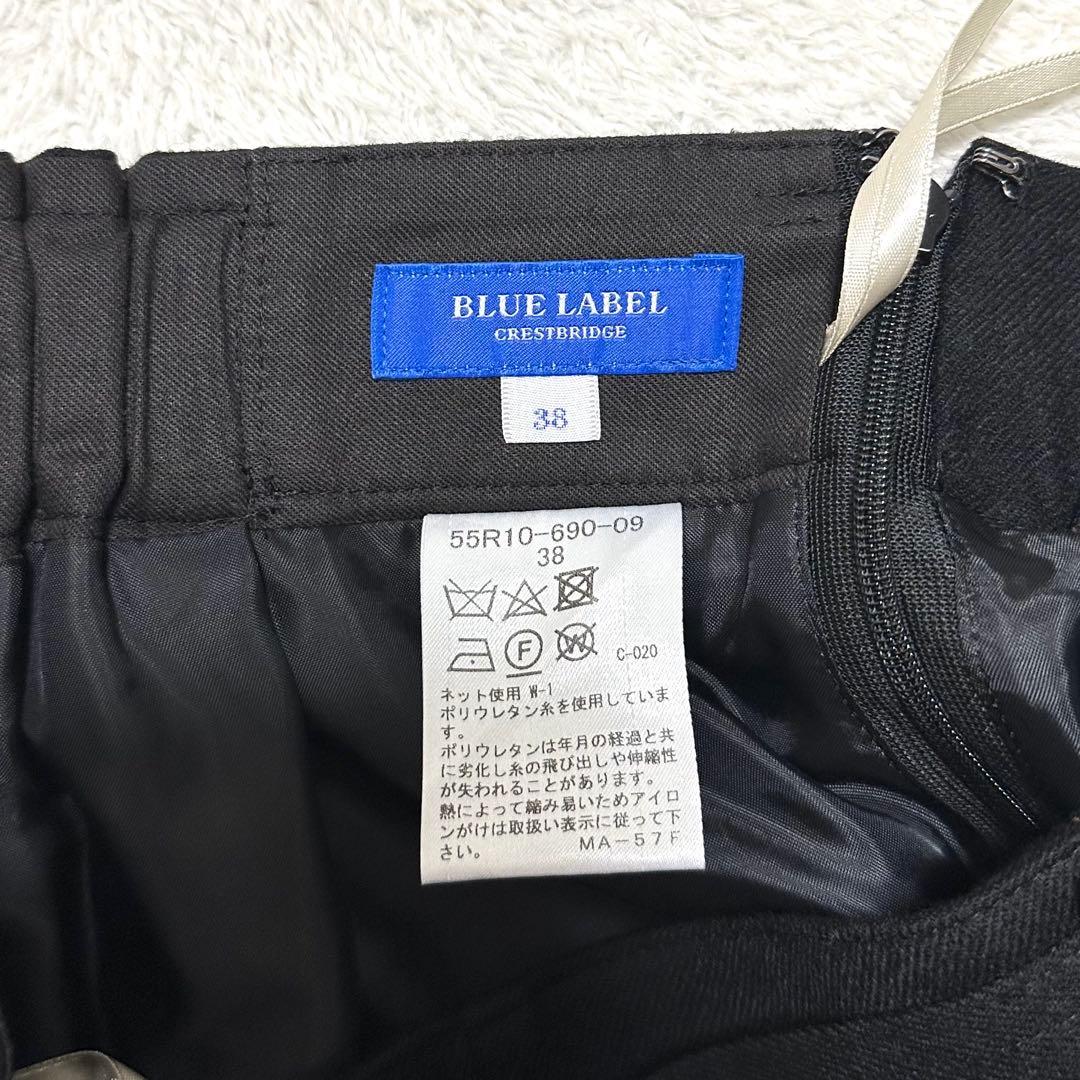 BLUE LABEL
CRESTBRIDGE
38
55R10-690-09
38
F
W
C-020
ネット使用 W-1
ポリウレタン糸を使用していま
す。
ポリウレタンは年月の経過と共
に劣化し糸の飛び出しや伸縮性
が失われることがあります。
熱によって縮み易いためアイロ
ンがけは取扱い表示に従って下
さい。
MA-57F